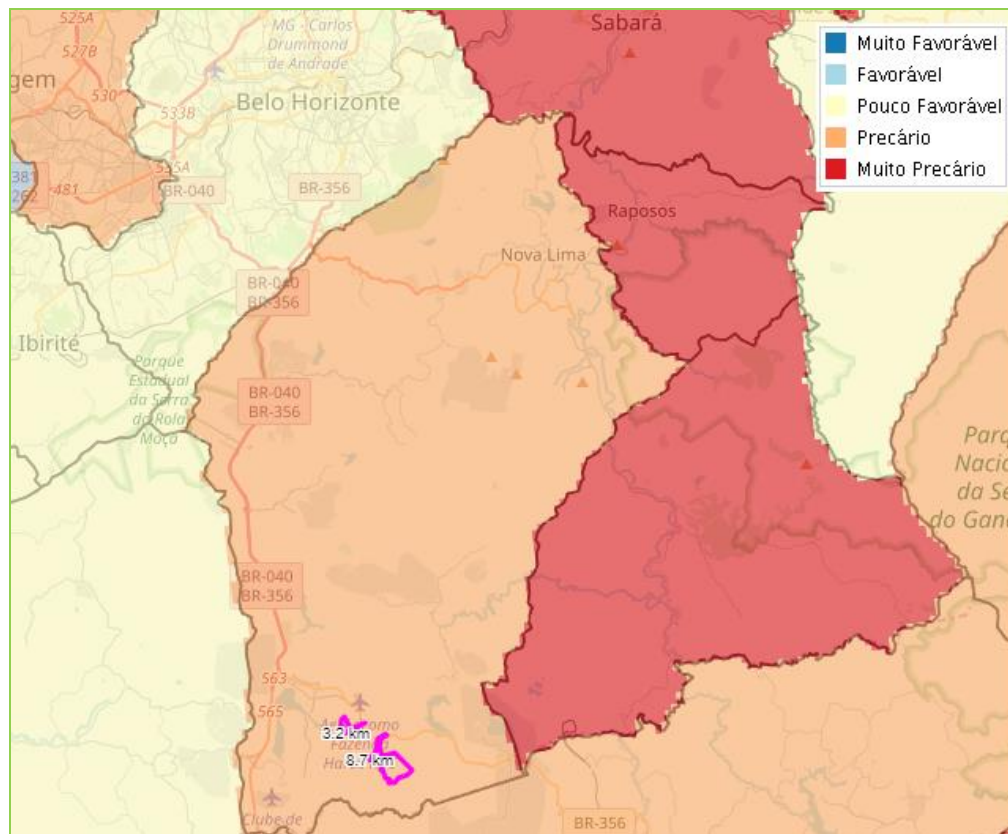 525A
527B
gem
530
533B
MG - Carlos
Drummond
de Andrade
Belo Horizonte
535A
381
262
481
BR-040
BR-356
Sabará
Muito Favorável
Favorável
Pouco Favorável
Precário
Muito Precário
Raposos
Nova Lima
BR-040
BR-356
Ibirité
Parque
Estadual
da Serra
do Rola
Moça
BR-040
BR-356
Parq
Nacio
da Se
do Gand
BR-040
BR-356
563
565
3.2 km
8.7 km
Clube de
BR-356